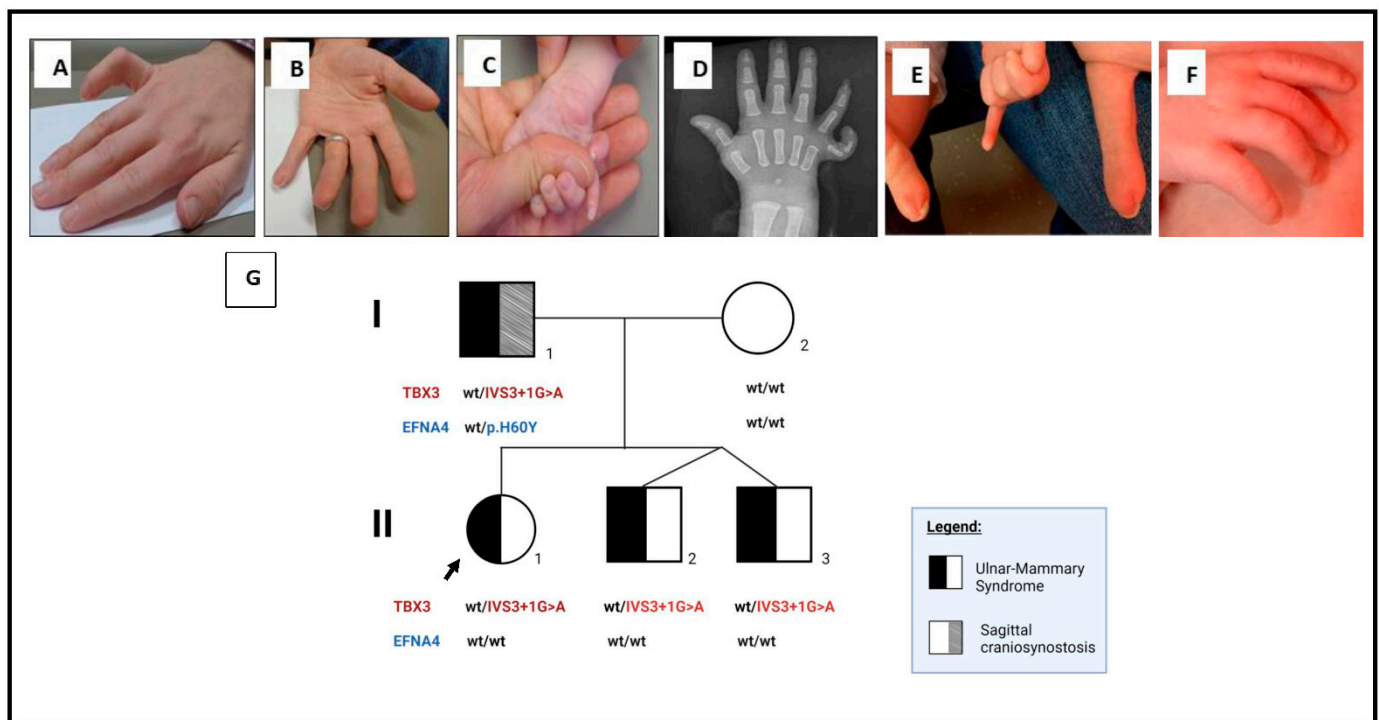 A
B
C
D
E
F
G
I
1
2
TBX3 wt/IVS3+1G>A wt/wt
EFNA4 wt/p.H60Y wt/wt
II
1
2
3
TBX3 wt/IVS3+1G>A wt/IVS3+1G>A wt/IVS3+1G>A
EFNA4 wt/wt wt/wt wt/wt
Legend:
Ulnar-Mammary
Syndrome
Sagittal
craniosynostosis